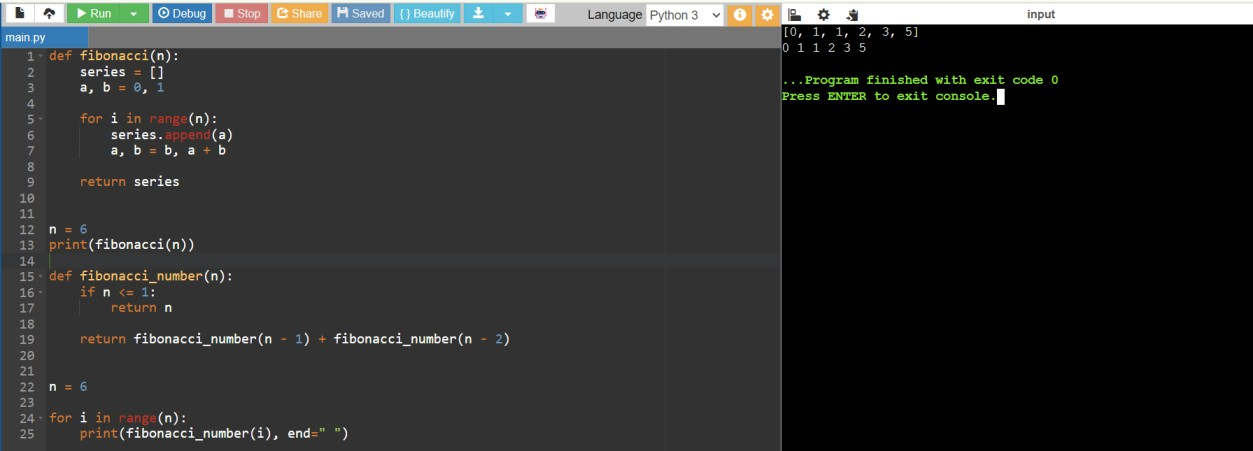 Run Debug Stop Share Saved { } Beautify Language Python 3 input
main.py
1 def fibonacci(n):
2     series = []
3     a, b = 0, 1
4
5     for i in range(n):
6         series.append(a)
7         a, b = b, a + b
8
9     return series
10
11
12 n = 6
13 print(fibonacci(n))
14
15 def fibonacci_number(n):
16     if n <= 1:
17         return n
18
19     return fibonacci_number(n - 1) + fibonacci_number(n - 2)
20
21
22 n = 6
23
24 for i in range(n):
25     print(fibonacci_number(i), end=" ")
[0, 1, 1, 2, 3, 5]
0 1 1 2 3 5
...Program finished with exit code 0
Press ENTER to exit console.